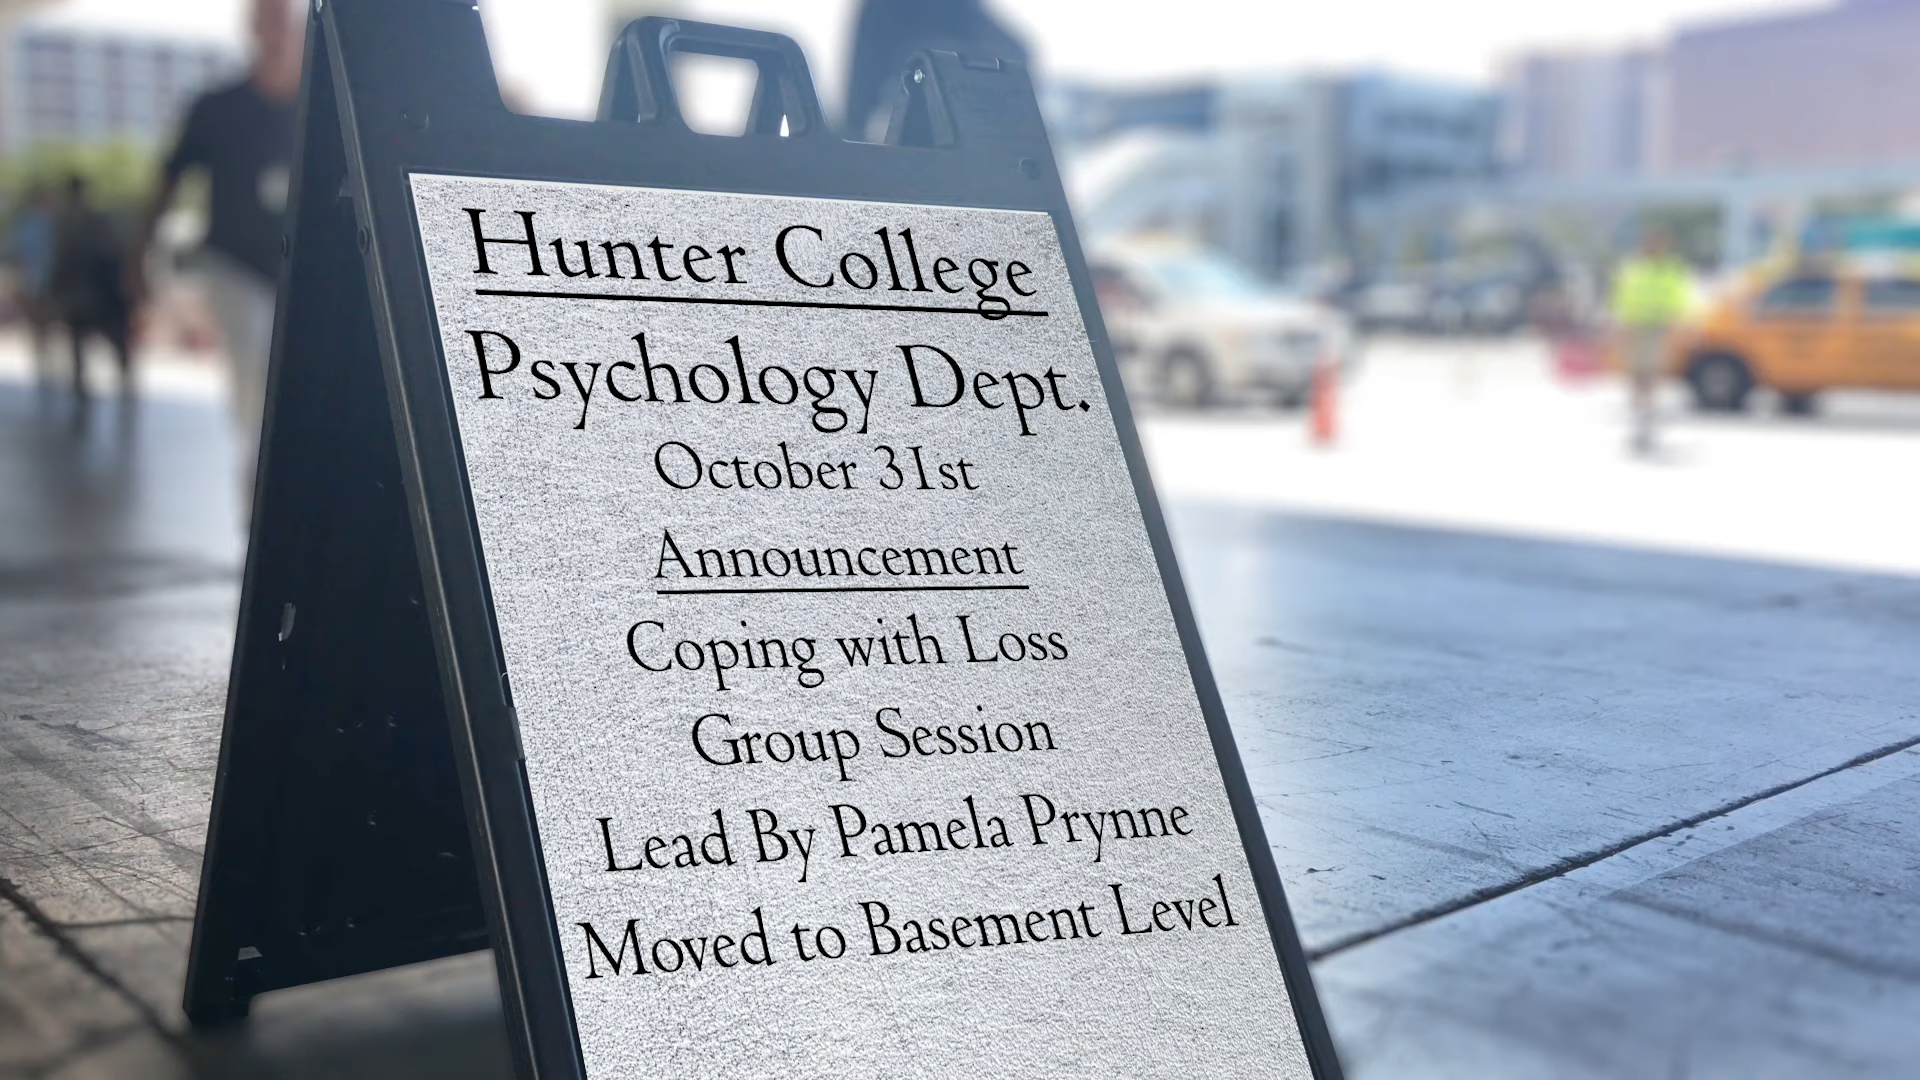 Hunter College
Psychology Dept.
October 31st
Announcement
Coping with Loss
Group Session
Lead By Pamela Prynne
Moved to Basement Level